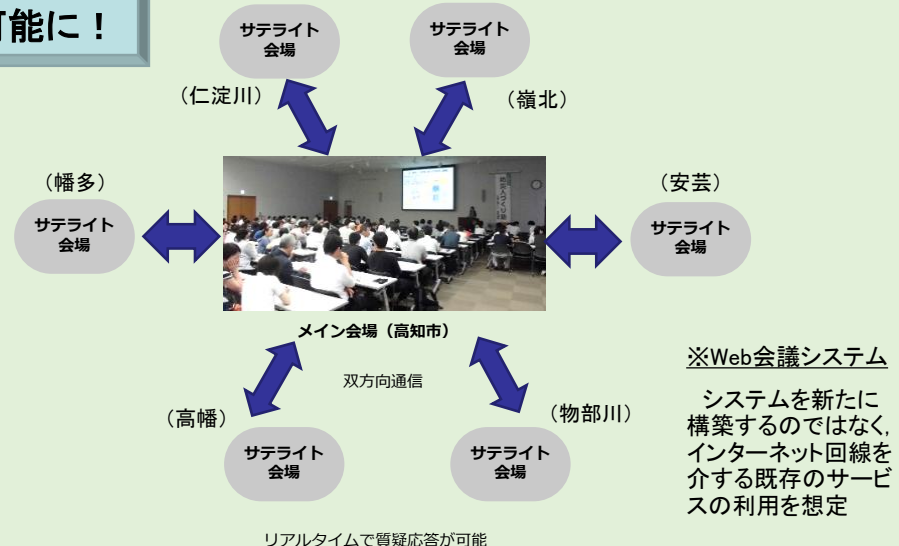 可能に！
サテライト
会場
サテライト
会場
（仁淀川）
（嶺北）
（幡多）
（安芸）
サテライト
会場
サテライト
会場
メイン会場（高知市）
双方向通信
（高幡）
（物部川）
サテライト
会場
サテライト
会場
リアルタイムで質疑応答が可能
※Web会議システム
システムを新たに
構築するのではなく，
インターネット回線を
介する既存のサービ
スの利用を想定